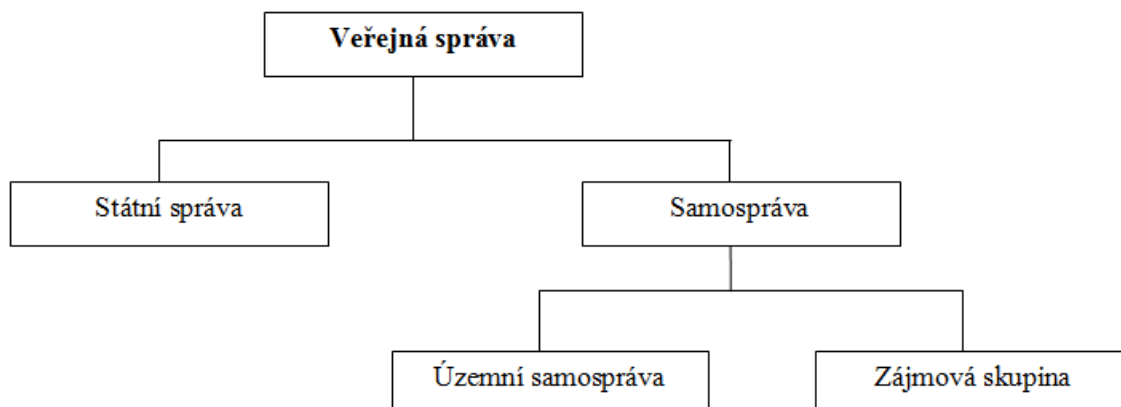 Veřejná správa
Státní správa
Samospráva
Územní samospráva
Zájmová skupina